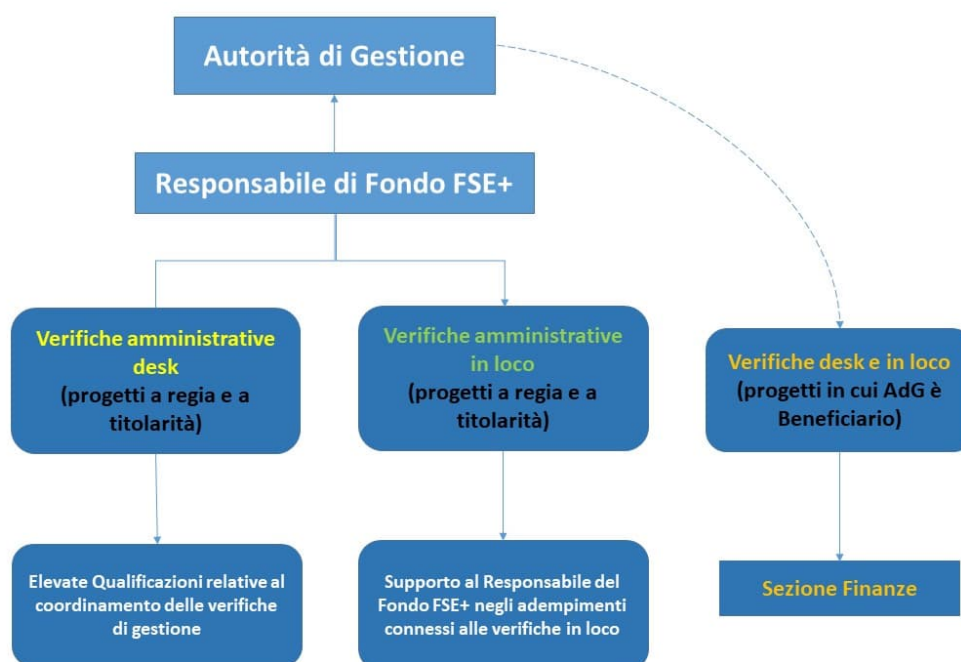 Autorità di Gestione
Responsabile di Fondo FSE+
Verifiche amministrative
desk
(progetti a regia e a
titolarità)
Verifiche amministrative
in loco
(progetti a regia e a
titolarità)
Verifiche desk e in loco
(progetti in cui AdG è
Beneficiario)
Elevate Qualificazioni relative al
coordinamento delle verifiche
di gestione
Supporto al Responsabile del
Fondo FSE+ negli adempimenti
connessi alle verifiche in loco
Sezione Finanze